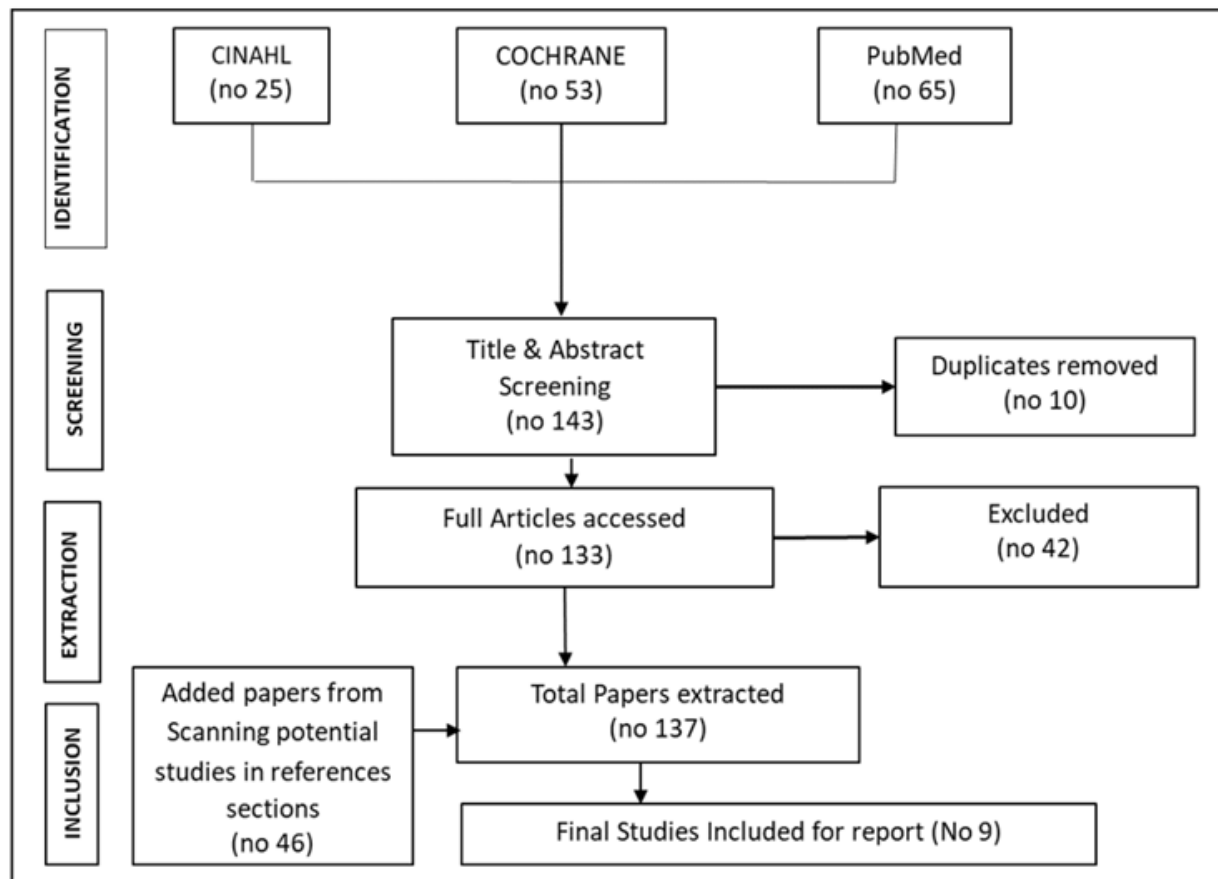 IDENTIFICATION
CINAHL
(no 25)
COCHRANE
(no 53)
PubMed
(no 65)
SCREENING
Title & Abstract
Screening
(no 143)
Duplicates removed
(no 10)
EXTRACTION
Full Articles accessed
(no 133)
Excluded
(no 42)
INCLUSION
Added papers from
Scanning potential
studies in references
sections
(no 46)
Total Papers extracted
(no 137)
Final Studies Included for report (No 9)